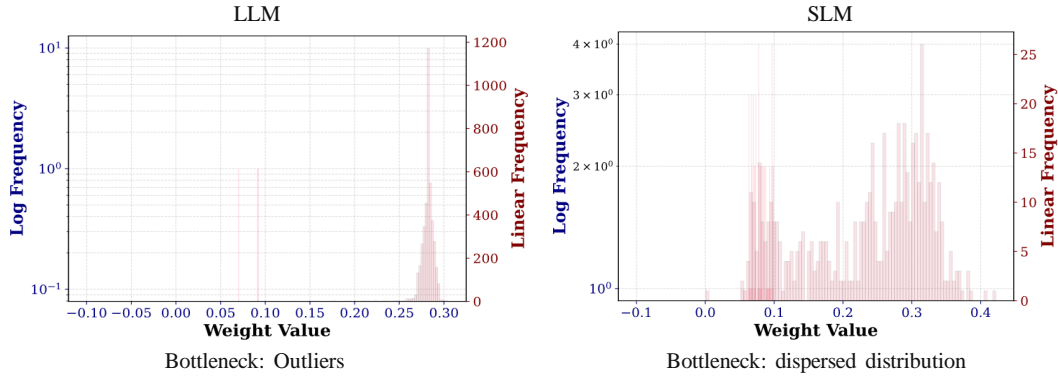 LLM
SLM
10¹
10⁰
10⁻¹
Log Frequency
1200
1000
800
600
400
200
0
Linear Frequency
−0.10 −0.05 0.00 0.05 0.10 0.15 0.20 0.25 0.30
Weight Value
Bottleneck: Outliers
4 × 10⁰
3 × 10⁰
2 × 10⁰
10⁰
Log Frequency
25
20
15
10
5
0
Linear Frequency
−0.1 0.0 0.1 0.2 0.3 0.4
Weight Value
Bottleneck: dispersed distribution